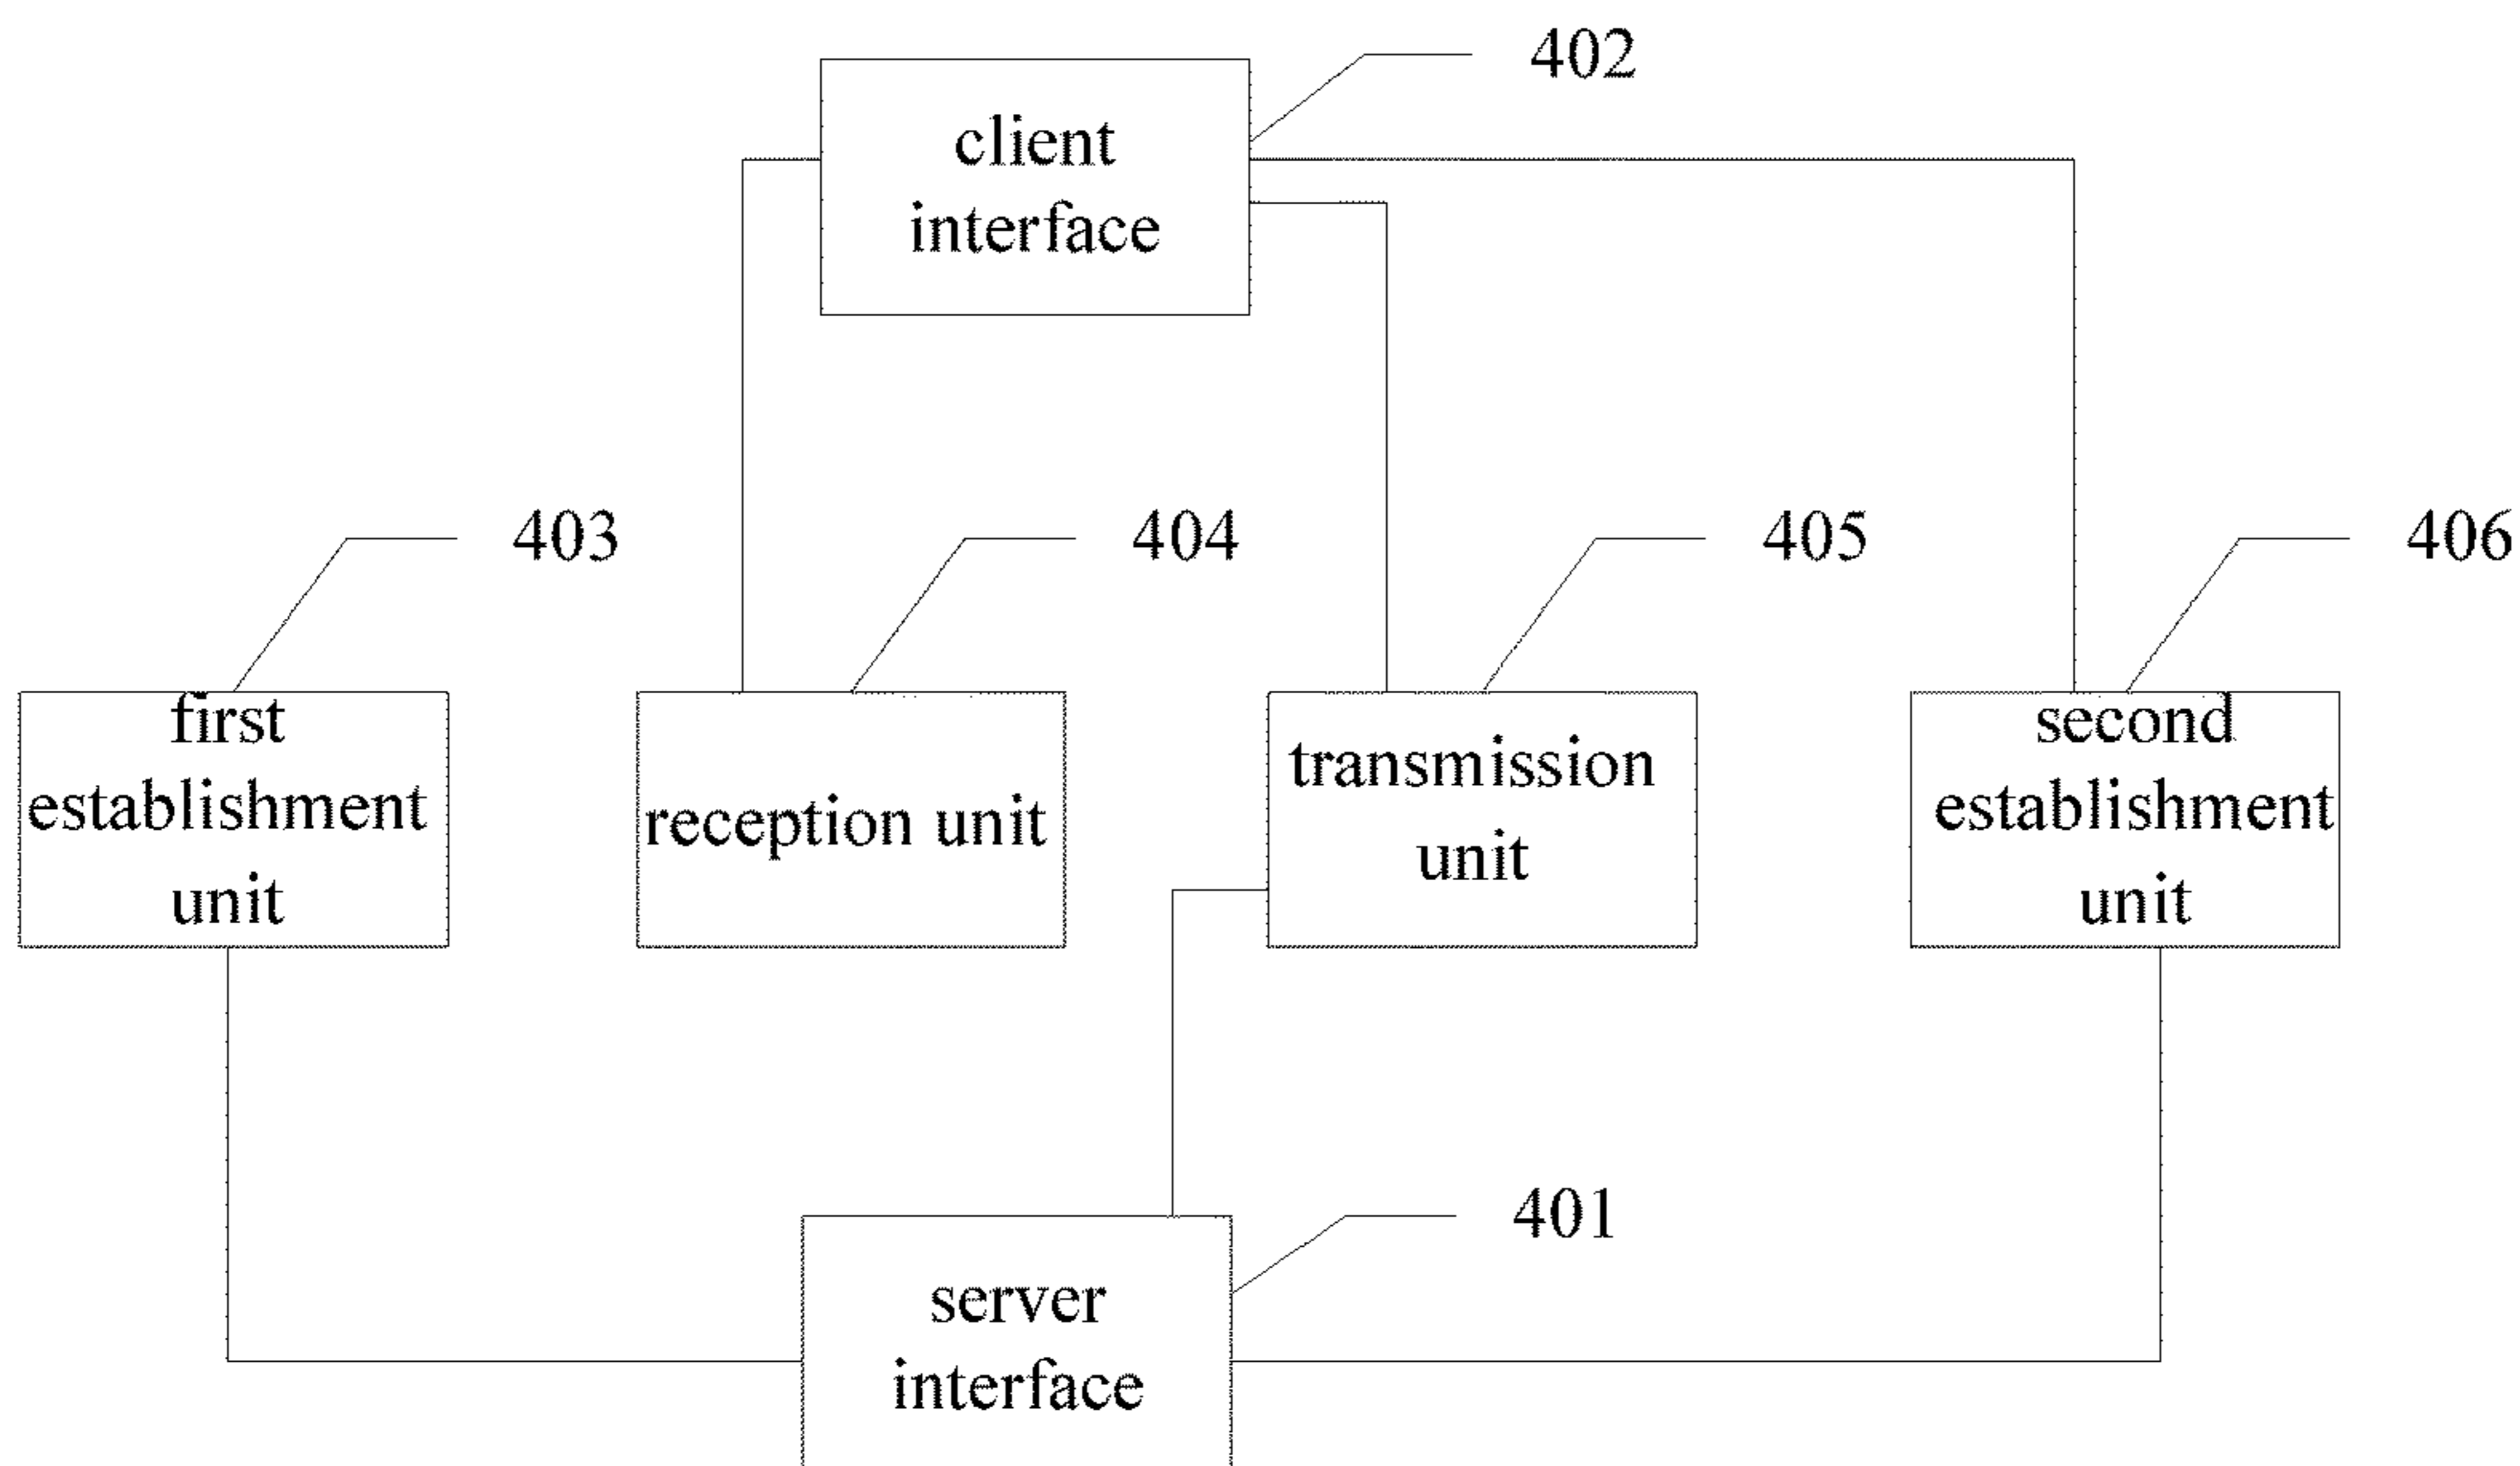 402
client
interface
403
404
405
406
first
establishment
unit
reception unit
transmission
unit
second
establishment
unit
401
server
interface